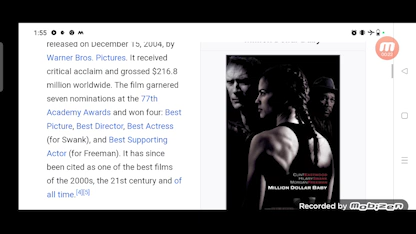 1:55
released on December 15, 2004, by
Warner Bros. Pictures. It received
critical acclaim and grossed $216.8
million worldwide. The film garnered
seven nominations at the 77th
Academy Awards and won four: Best
Picture, Best Director, Best Actress
(for Swank), and Best Supporting
Actor (for Freeman). It has since
been cited as one of the best films
of the 2000s, the 21st century and of
all time.[4][5]
MILLION DOLLAR BABY
Recorded by mobizen